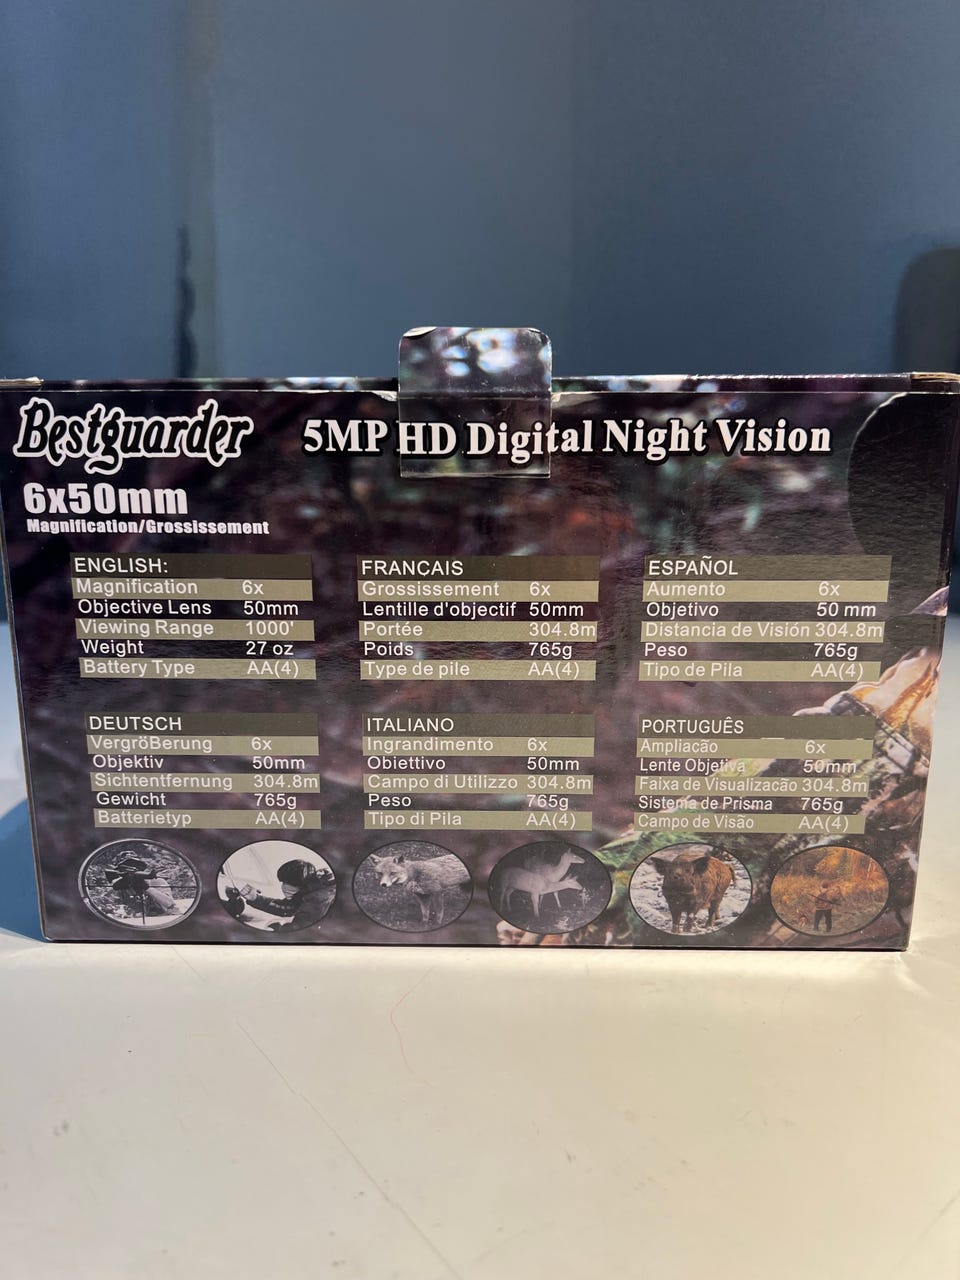 Bestguarder 5MP HD Digital Night Vision
6x50mm
Magnification/Grossissement
ENGLISH:
Magnification 6x
Objective Lens 50mm
Viewing Range 1000'
Weight 27 oz
Battery Type AA(4)
FRANCAIS
Grossissement 6x
Lentille d'objectif 50mm
Portée 304.8m
Poids 765g
Type de pile AA(4)
ESPAÑOL
Aumento 6x
Objetivo 50 mm
Distancia de Visión 304.8m
Peso 765g
Tipo de Pila AA(4)
DEUTSCH
VergröBerung 6x
Objektiv 50mm
Sichtentfernung 304.8m
Gewicht 765g
Batterietyp AA(4)
ITALIANO
Ingrandimento 6x
Obiettivo 50mm
Campo di Utilizzo 304.8m
Peso 765g
Tipo di Pila AA(4)
PORTUGUÊS
Ampliacão 6x
Lente Objetiva 50mm
Faixa de Visualizacão 304.8m
Sistema de Prisma 765g
Campo de Visão AA(4)